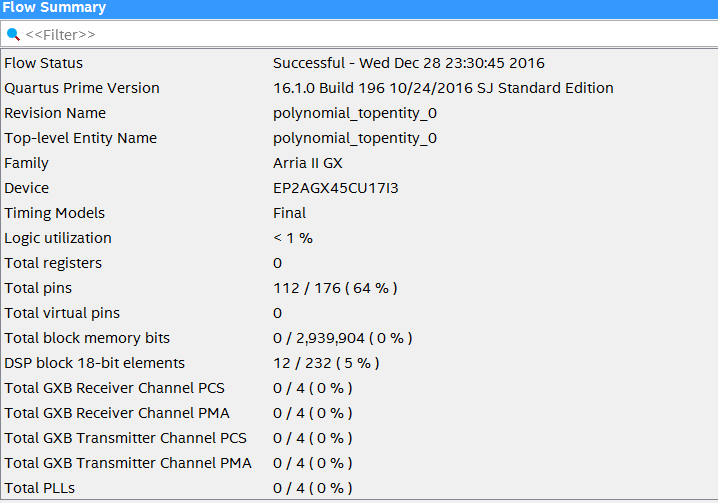 Flow Summary
<<Filter>>
Flow Status Successful - Wed Dec 28 23:30:45 2016
Quartus Prime Version 16.1.0 Build 196 10/24/2016 SJ Standard Edition
Revision Name polynomial_topentity_0
Top-level Entity Name polynomial_topentity_0
Family Arria II GX
Device EP2AGX45CU17I3
Timing Models Final
Logic utilization < 1 %
Total registers 0
Total pins 112 / 176 ( 64 % )
Total virtual pins 0
Total block memory bits 0 / 2,939,904 ( 0 % )
DSP block 18-bit elements 12 / 232 ( 5 % )
Total GXB Receiver Channel PCS 0 / 4 ( 0 % )
Total GXB Receiver Channel PMA 0 / 4 ( 0 % )
Total GXB Transmitter Channel PCS 0 / 4 ( 0 % )
Total GXB Transmitter Channel PMA 0 / 4 ( 0 % )
Total PLLs 0 / 4 ( 0 % )